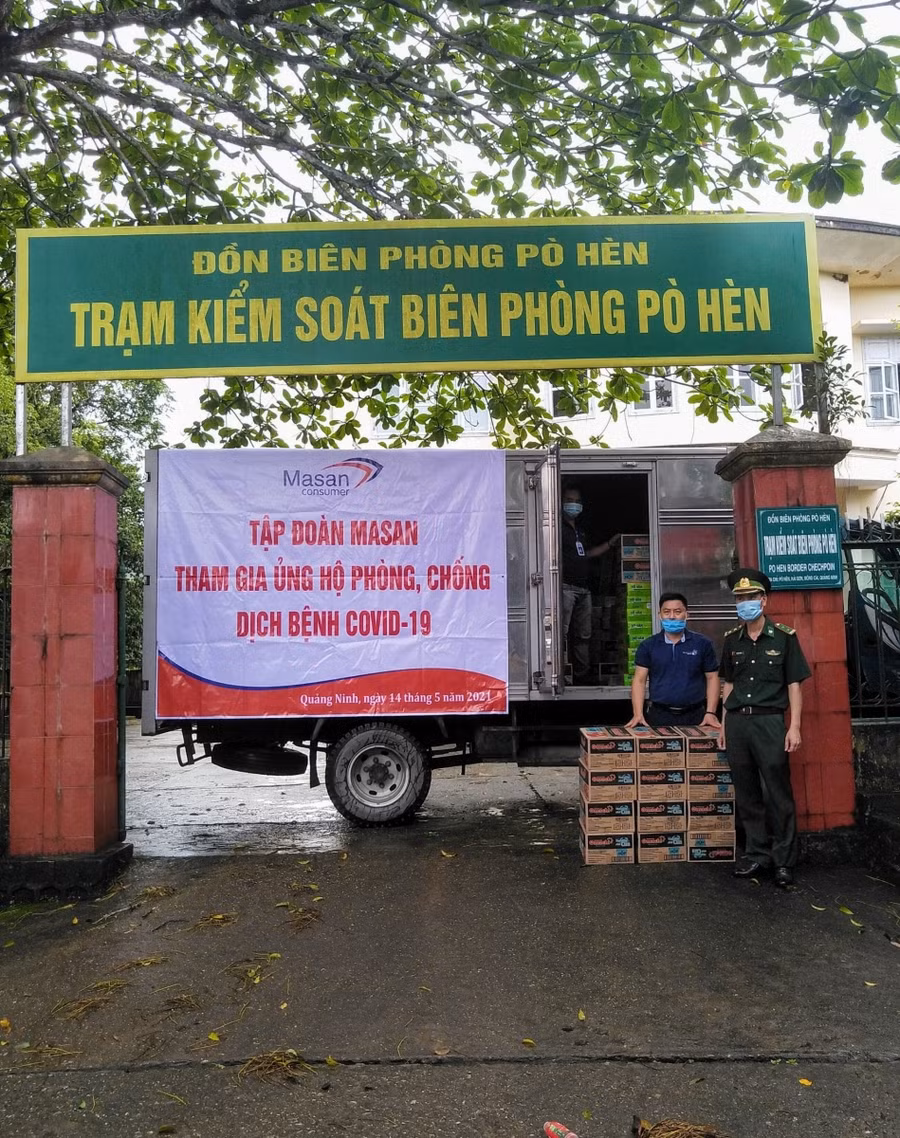 ĐỒN BIÊN PHÒNG PÒ HÈN
TRẠM KIỂM SOÁT BIÊN PHÒNG PÒ HÈN
Masan
consumer
TẬP ĐOÀN MASAN
THAM GIA ỦNG HỘ PHÒNG, CHỐNG
DỊCH BỆNH COVID-19
Quảng Ninh, ngày 14 tháng 5 năm 2021
ĐỒN BIÊN PHÒNG PÒ HÈN
TRẠM KIỂM SOÁT BIÊN PHÒNG PÒ HÈN
PO HEN BORDER CHECHPOIN